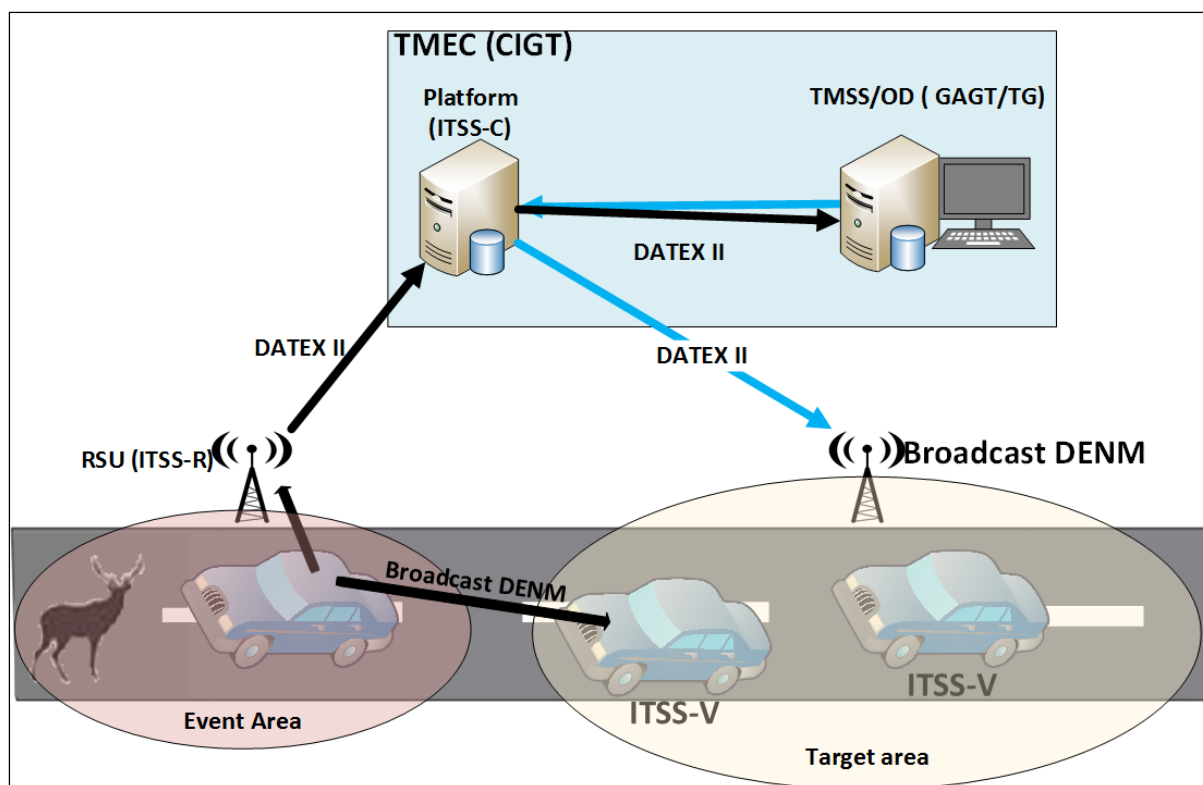 TMEC (CIGT)
Platform
(ITSS-C)
TMSS/OD ( GAGT/TG)
DATEX II
DATEX II
DATEX II
RSU (ITSS-R)
Broadcast DENM
Broadcast DENM
ITSS-V
ITSS-V
Event Area
Target area